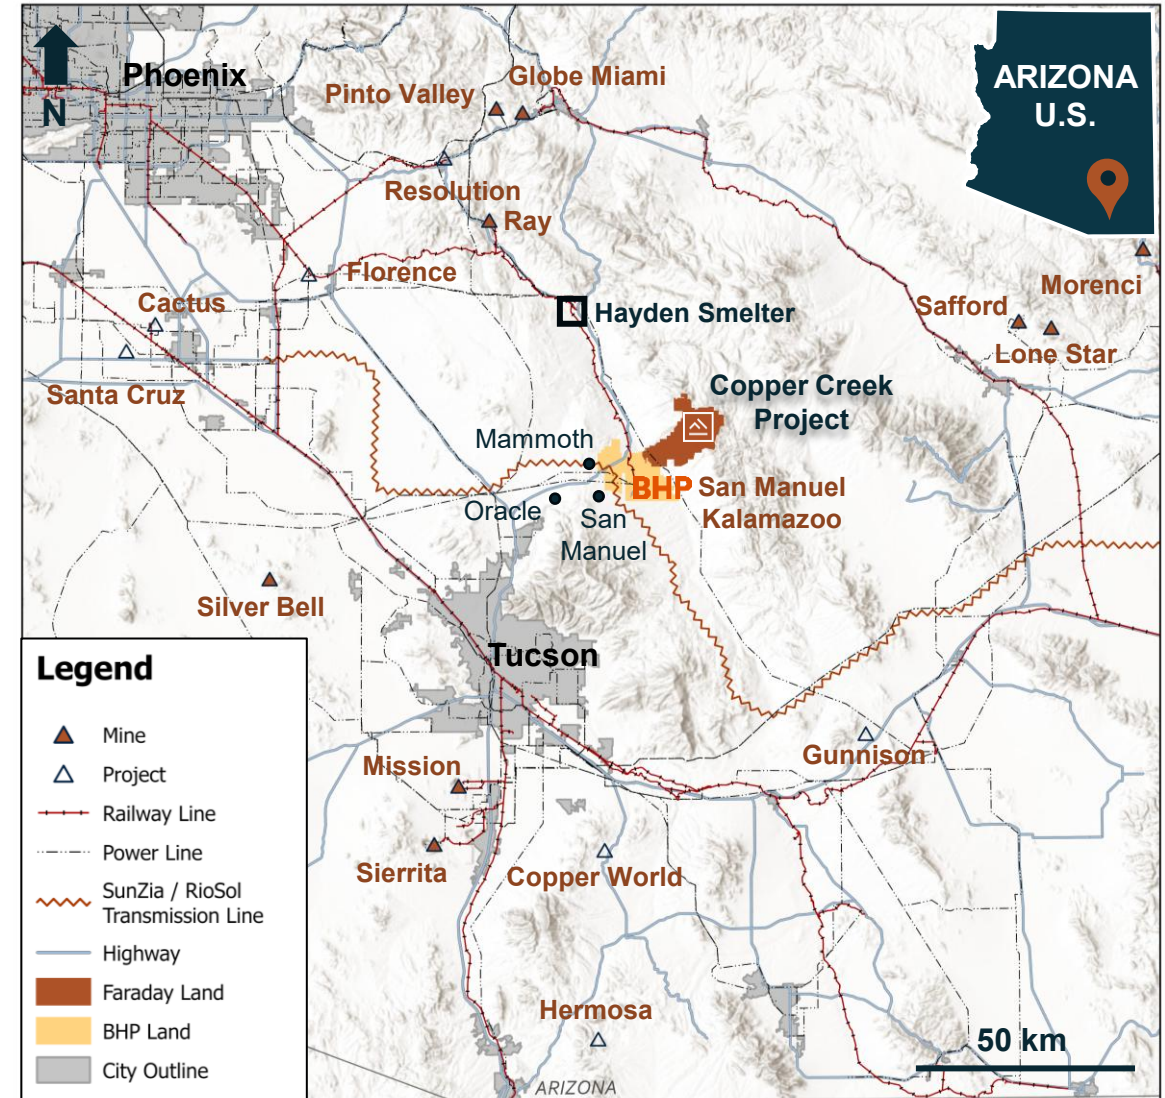 N
Phoenix
Pinto Valley
Globe Miami
ARIZONA
U.S.
Resolution
Ray
Florence
Morenci
Cactus
Hayden Smelter
Safford
Lone Star
Santa Cruz
Copper Creek
Project
Mammoth
BHP
San Manuel
Kalamazoo
Oracle
San
Manuel
Silver Bell
Tucson
Gunnison
Mission
Sierrita
Copper World
Hermosa
50 km
ARIZONA
Legend
Mine
Project
Railway Line
Power Line
SunZia / RioSol
Transmission Line
Highway
Faraday Land
BHP Land
City Outline